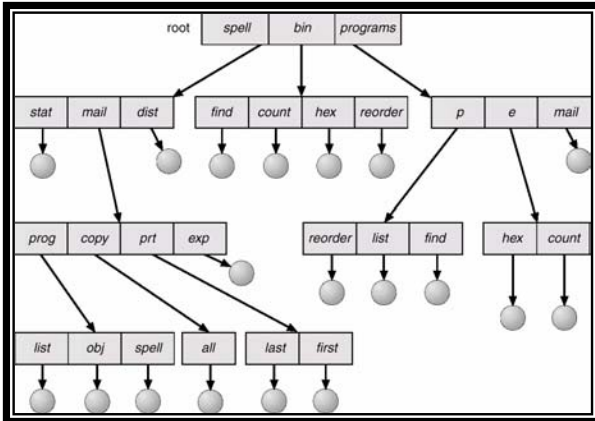 root spell bin programs
stat mail dist find count hex reorder p e mail
prog copy prt exp reorder list find hex count
list obj spell all last first